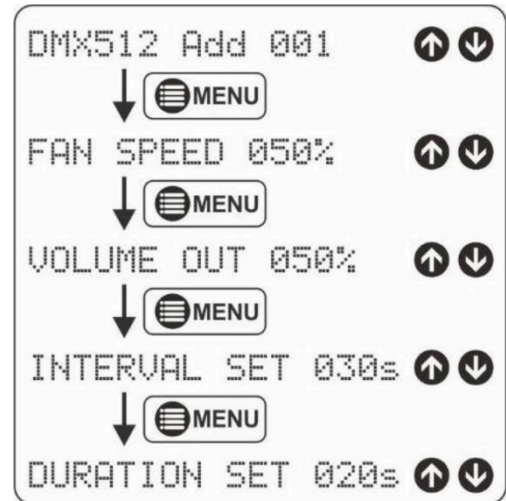 DMX512 Add 001
MENU
FAN SPEED 050%
MENU
VOLUME OUT 050%
MENU
INTERVAL SET 030s
MENU
DURATION SET 020s